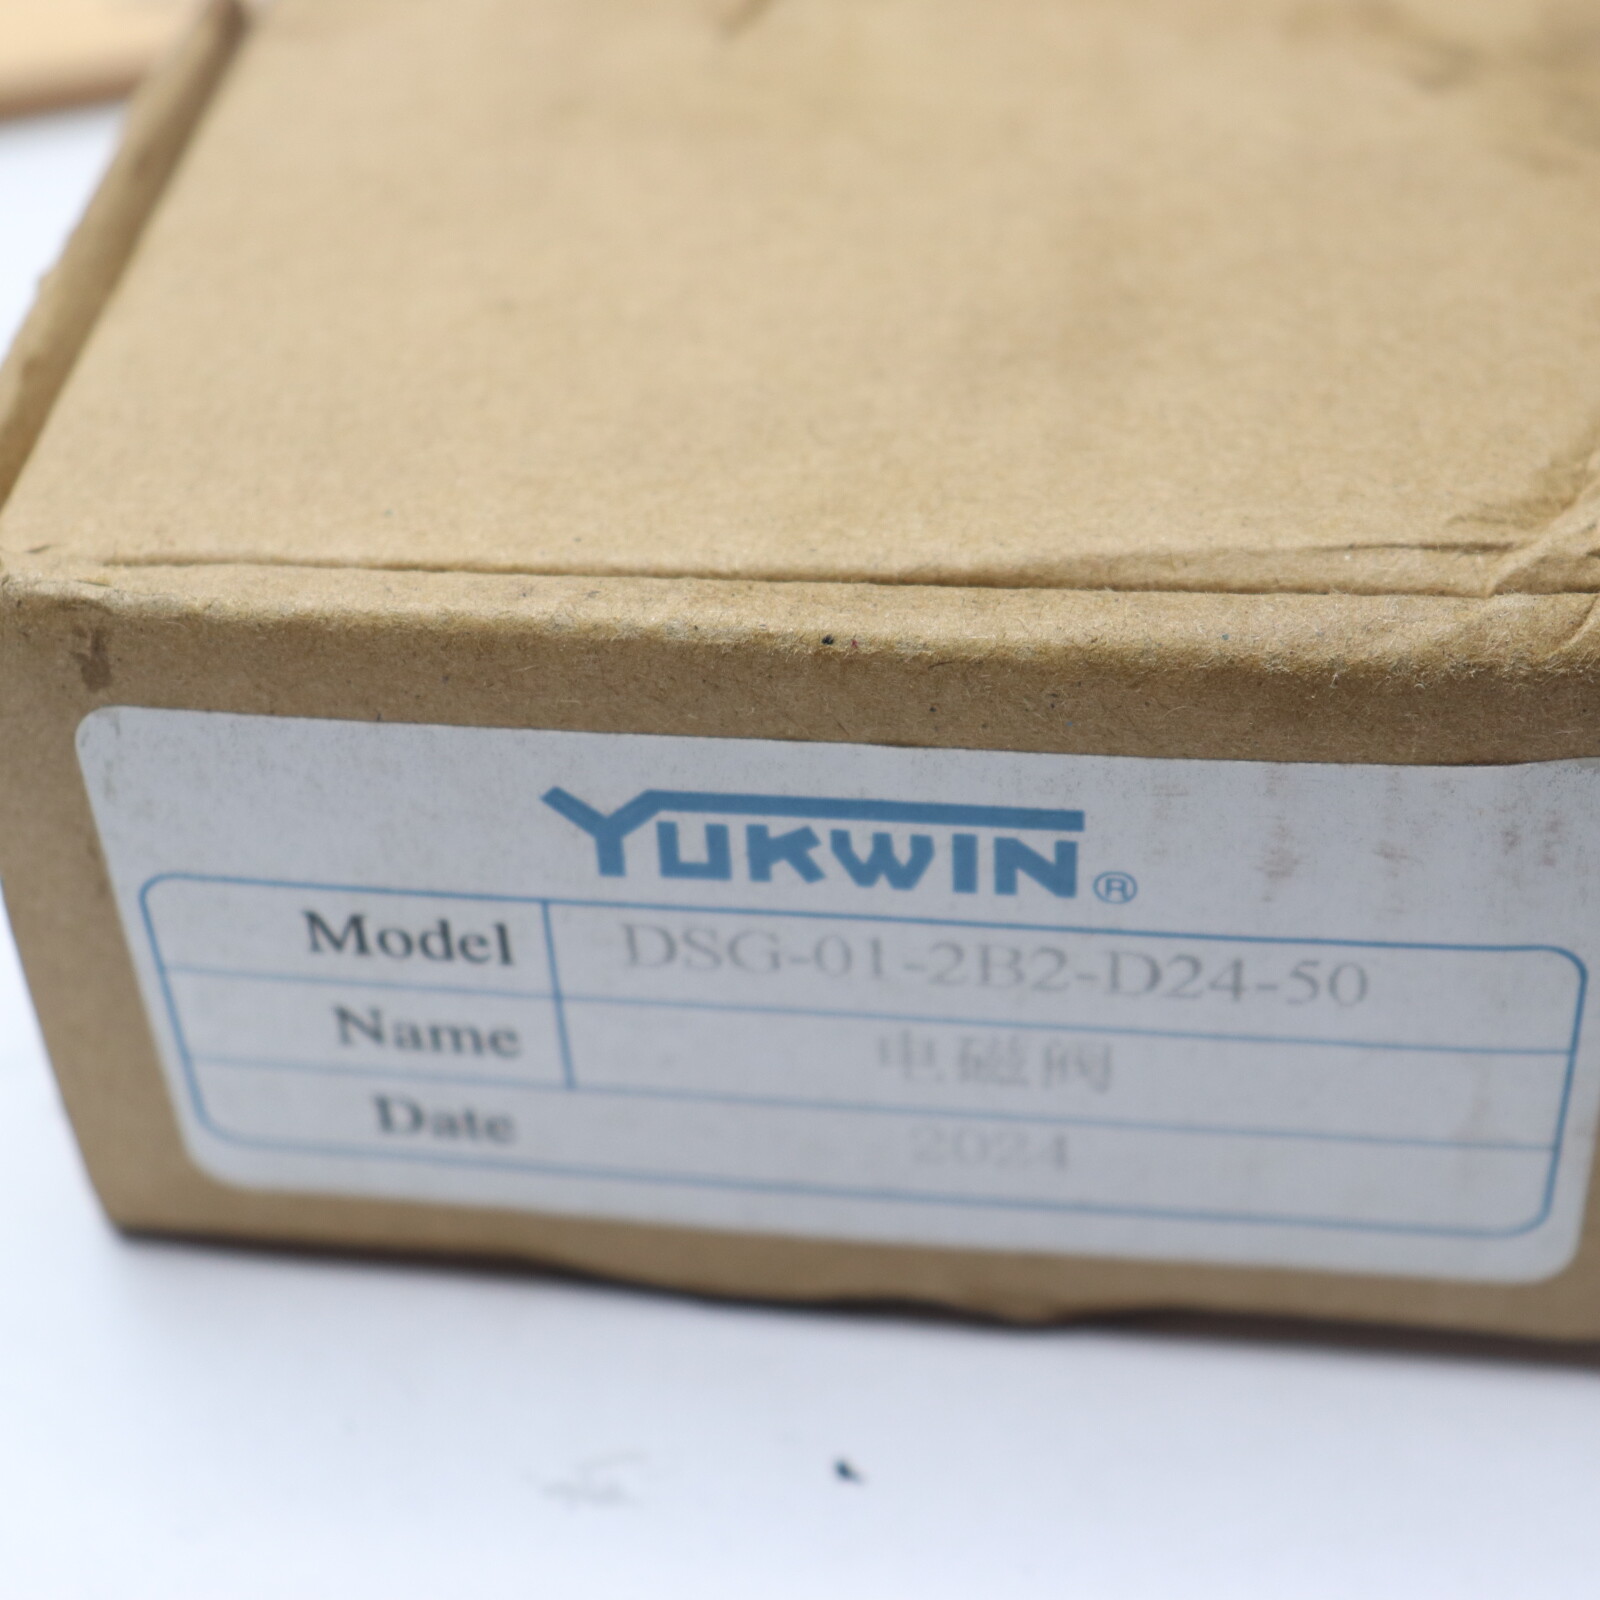 YUKWIN®
Model DSG-01-2B2-D24-50
Name 电磁阀
Date 2024